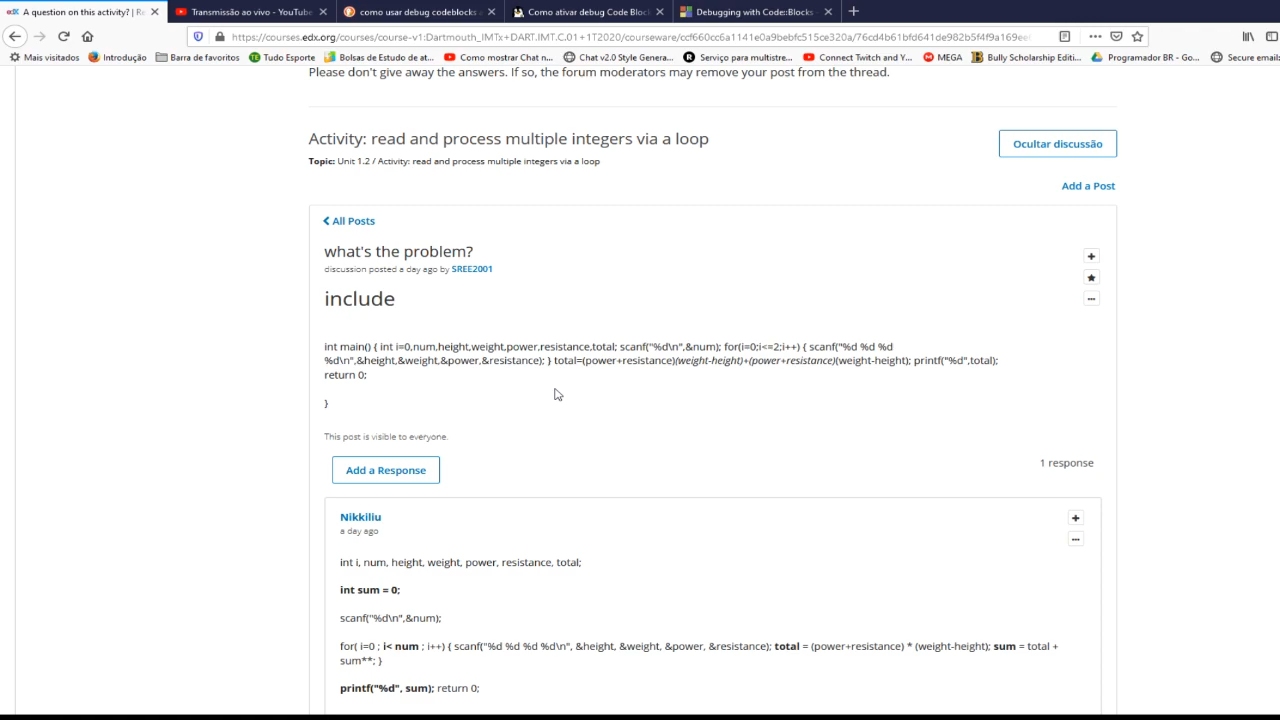 A question on this activity? | Re
Transmissão ao vivo - YouTube
como usar debug codeblocks
Como ativar debug Code Block
Debugging with Code::Blocks
https://courses.edx.org/courses/course-v1:Dartmouth_IMTx+DART.IMT.C.01+1T2020/courseware/
Mais visitados
Introdução
Barra de favoritos
Tudo Esporte
Bolsas de Estudo de at...
Como mostrar Chat n...
Chat v2.0 Style Genera...
Serviço para multistre...
Connect Twitch and Y...
MEGA
Bully Scholarship Editi...
Programador BR - Go...
Secure email:
Please don't give away the answers. If so, the forum moderators may remove your post from the thread.
Activity: read and process multiple integers via a loop
Ocultar discussão
Topic: Unit 1.2 / Activity: read and process multiple integers via a loop
Add a Post
All Posts
what's the problem?
discussion posted a day ago by SREE2001
include
int main() { int i=0,num,height,weight,power,resistance,total; scanf("%d\n",&num); for(i=0;i<=2;i++) { scanf("%d %d %d
%d\n",&height,&weight,&power,&resistance); } total=(power+resistance)(weight-height)+(power+resistance)(weight-height); printf("%d",total);
return 0;
}
This post is visible to everyone.
Add a Response
1 response
Nikkiliu
a day ago
int i, num, height, weight, power, resistance, total;
int sum = 0;
scanf("%d\n",&num);
for( i=0 ; i< num ; i++) { scanf("%d %d %d %d\n", &height, &weight, &power, &resistance); total = (power+resistance) * (weight-height); sum = total +
sum**; }
printf("%d", sum); return 0;